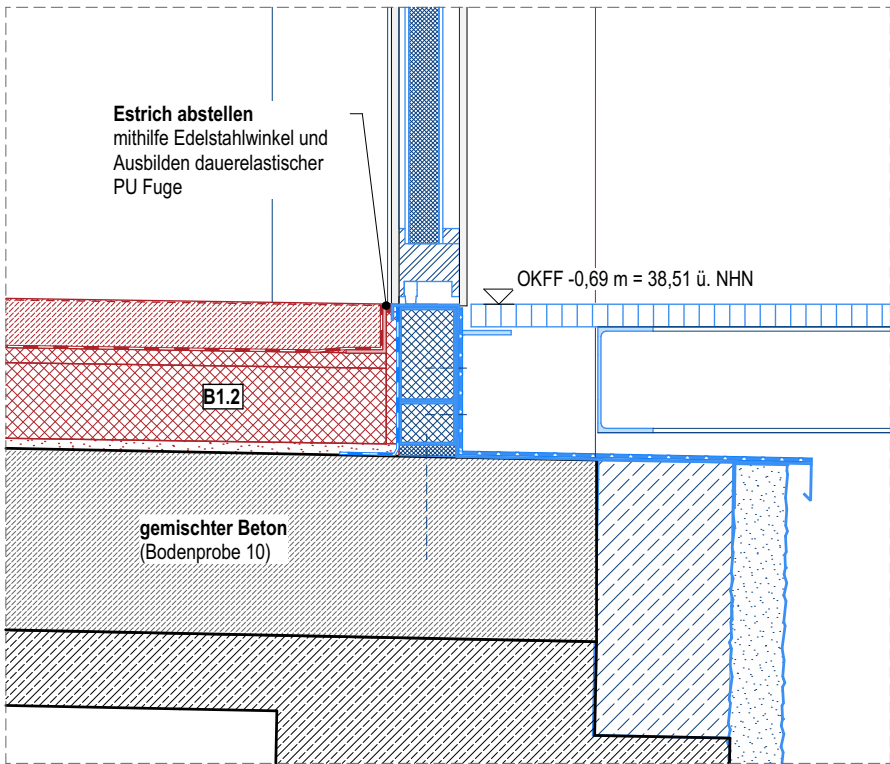 Estrich abstellen
mithilfe Edelstahlwinkel und
Ausbilden dauerelastischer
PU Fuge
OKFF -0,69 m = 38,51 ü. NHN
B1.2
gemischter Beton
(Bodenprobe 10)